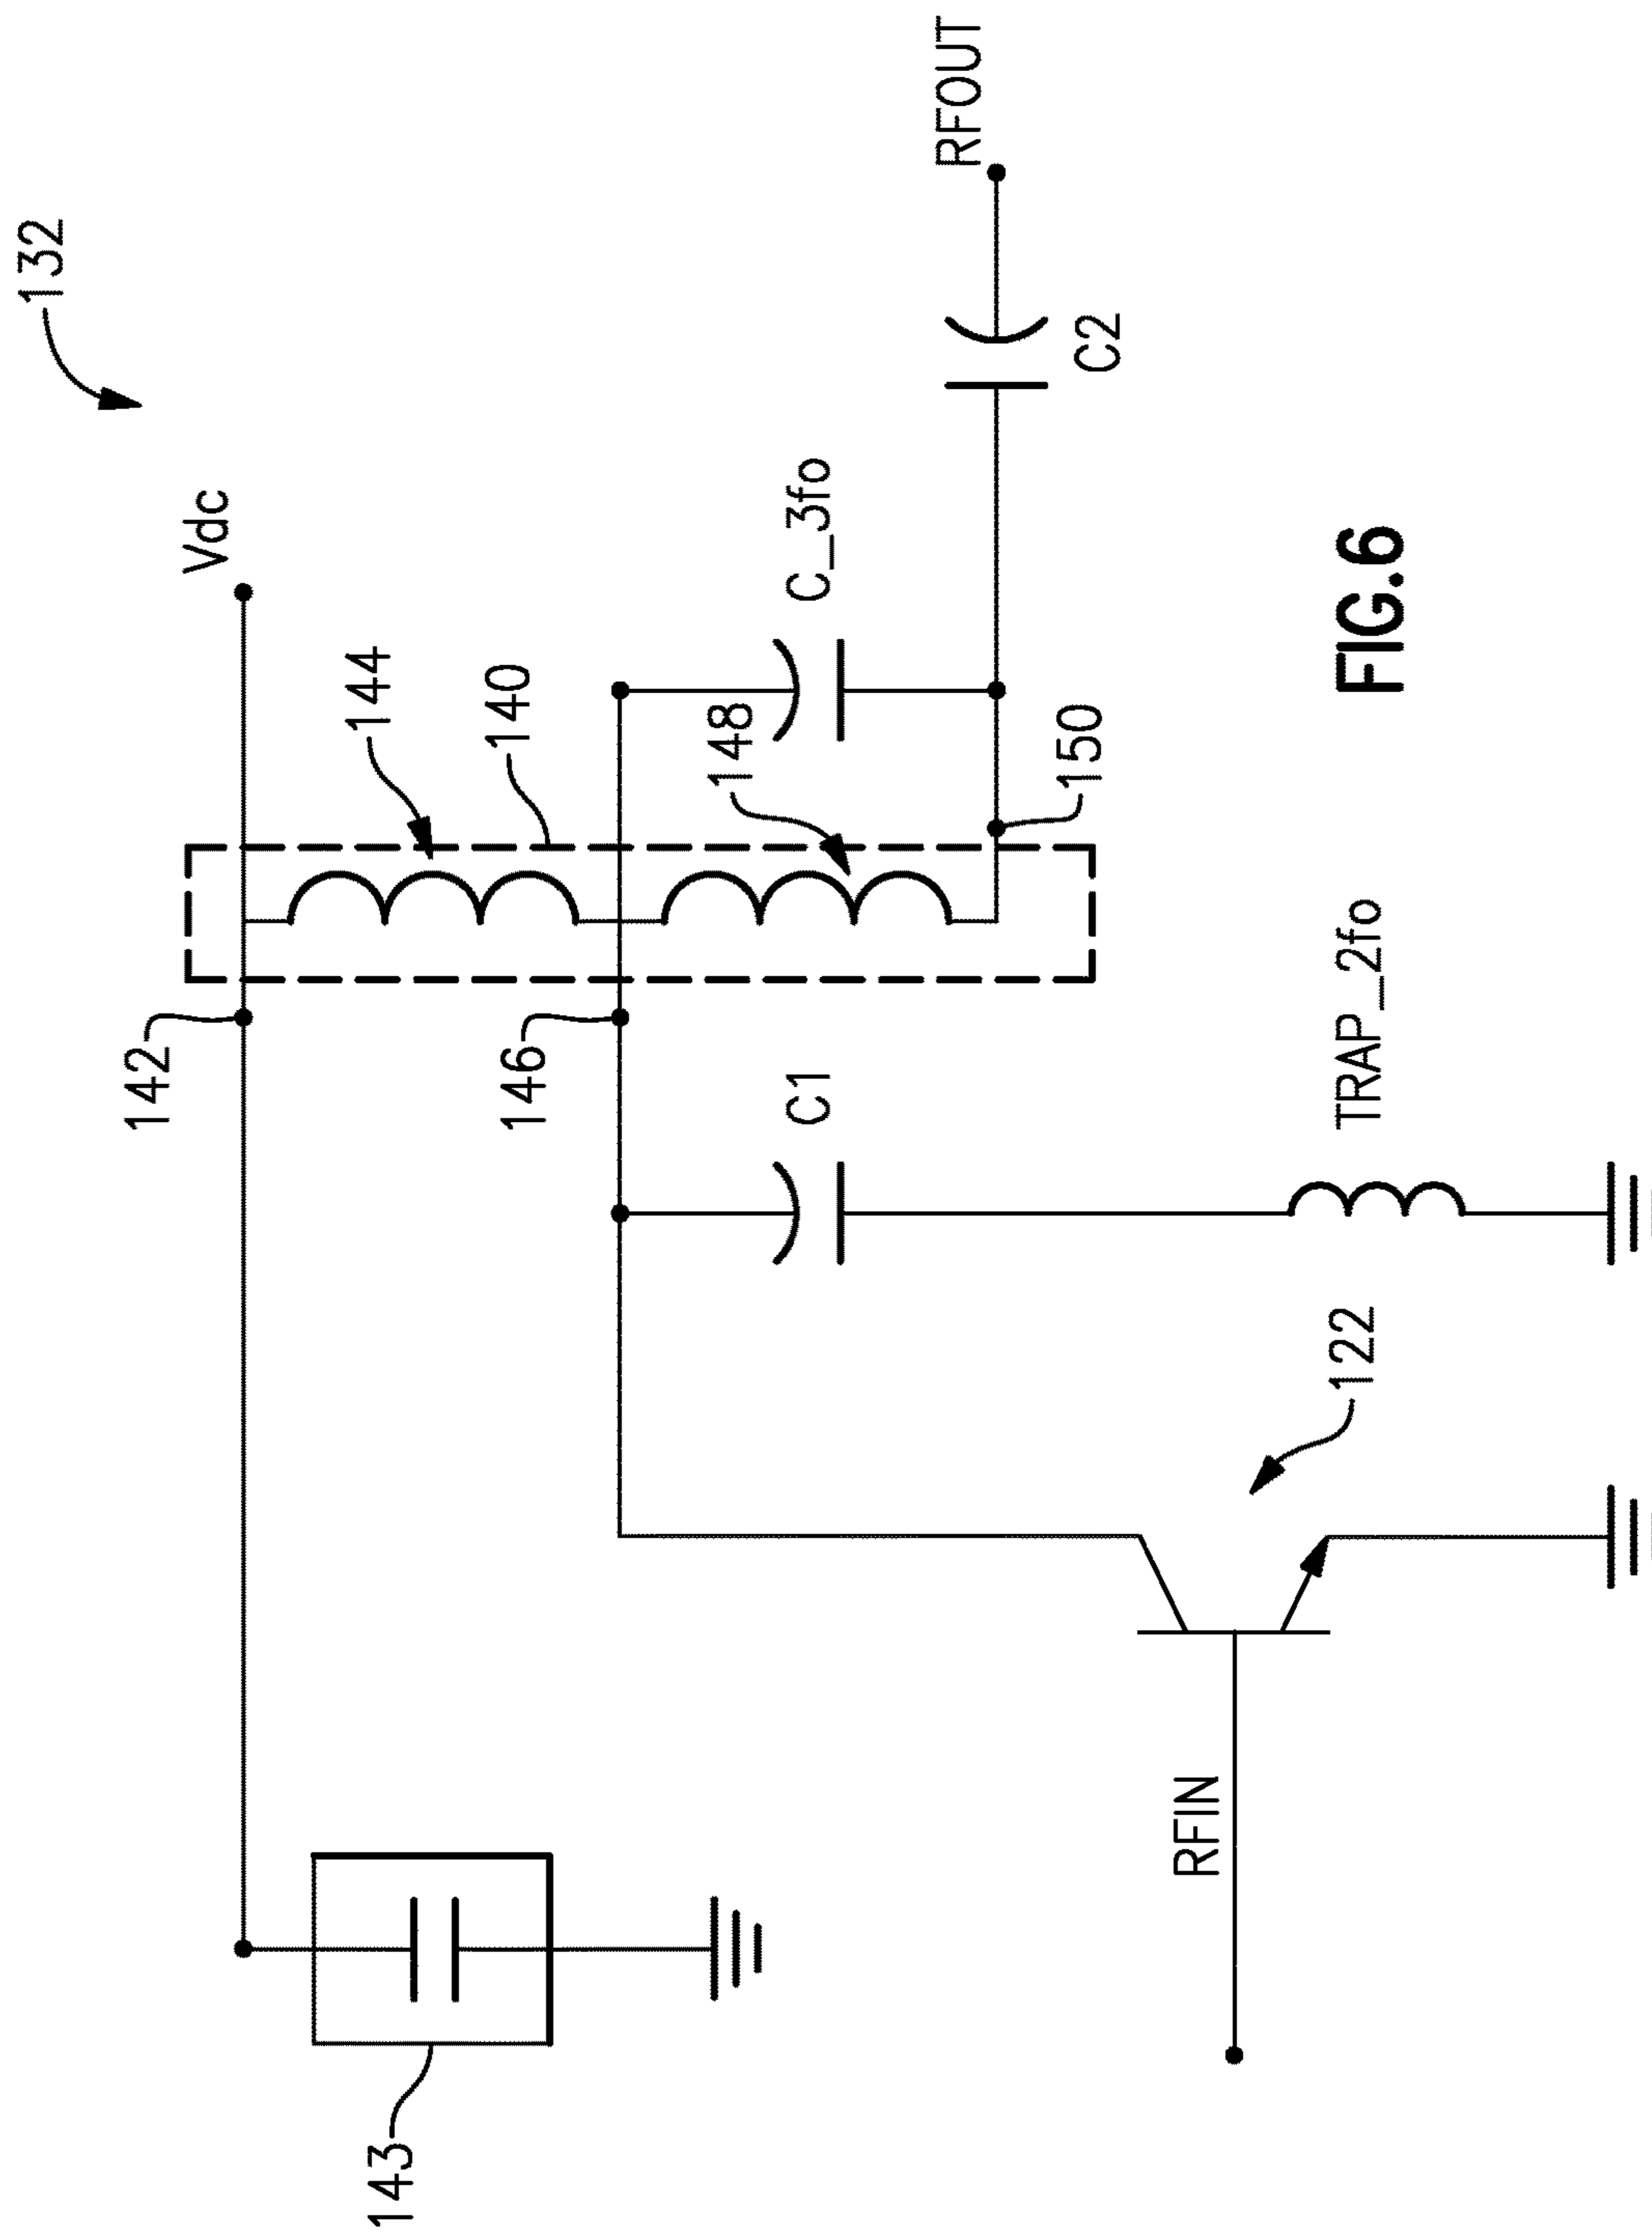 132
Vdc
144
140
142
143
146
C_3fo
148
C1
RFOUT
C2
150
RFIN
122
TRAP_2fo
FIG.6